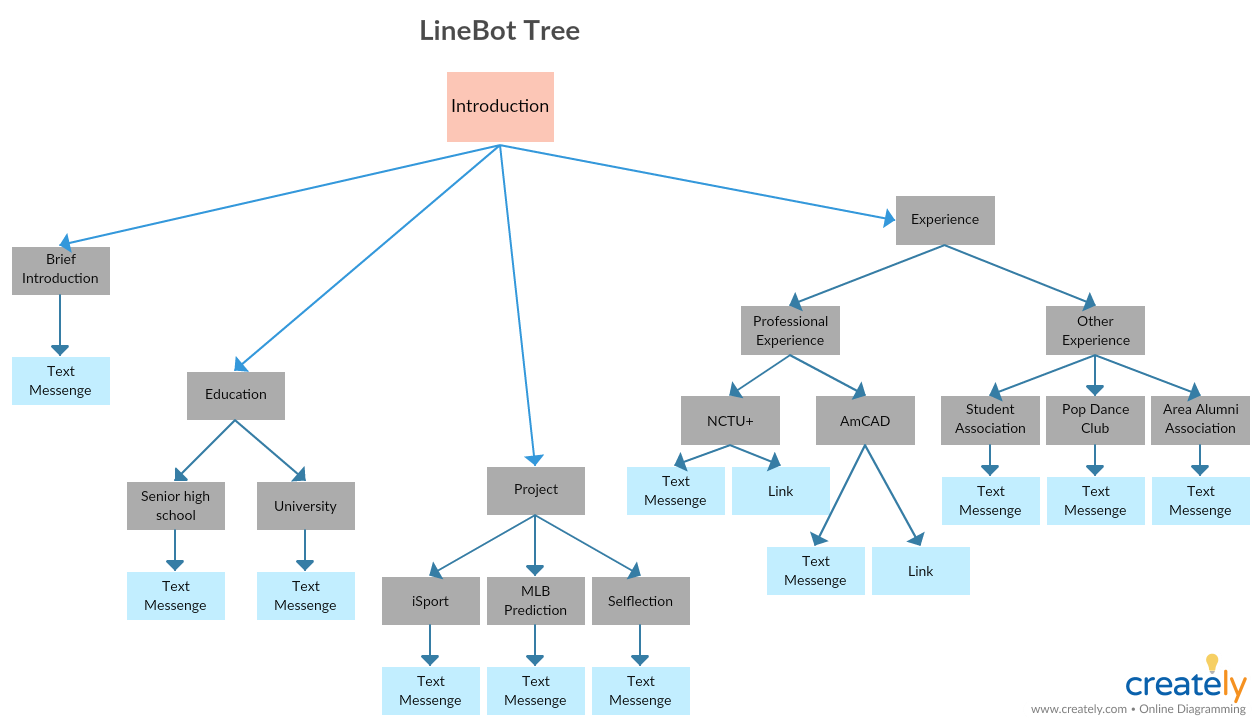 LineBot Tree
Introduction
Experience
Brief
Introduction
Professional
Experience
Other
Experience
Text
Messenge
Education
NCTU+
AmCAD
Student
Association
Pop Dance
Club
Area Alumni
Association
Senior high
school
University
Project
Text
Messenge
Link
Text
Messenge
Text
Messenge
Text
Messenge
Text
Messenge
Text
Messenge
iSport
MLB
Prediction
Selflection
Text
Messenge
Link
Text
Messenge
Text
Messenge
Text
Messenge
creately
www.creately.com • Online Diagramming